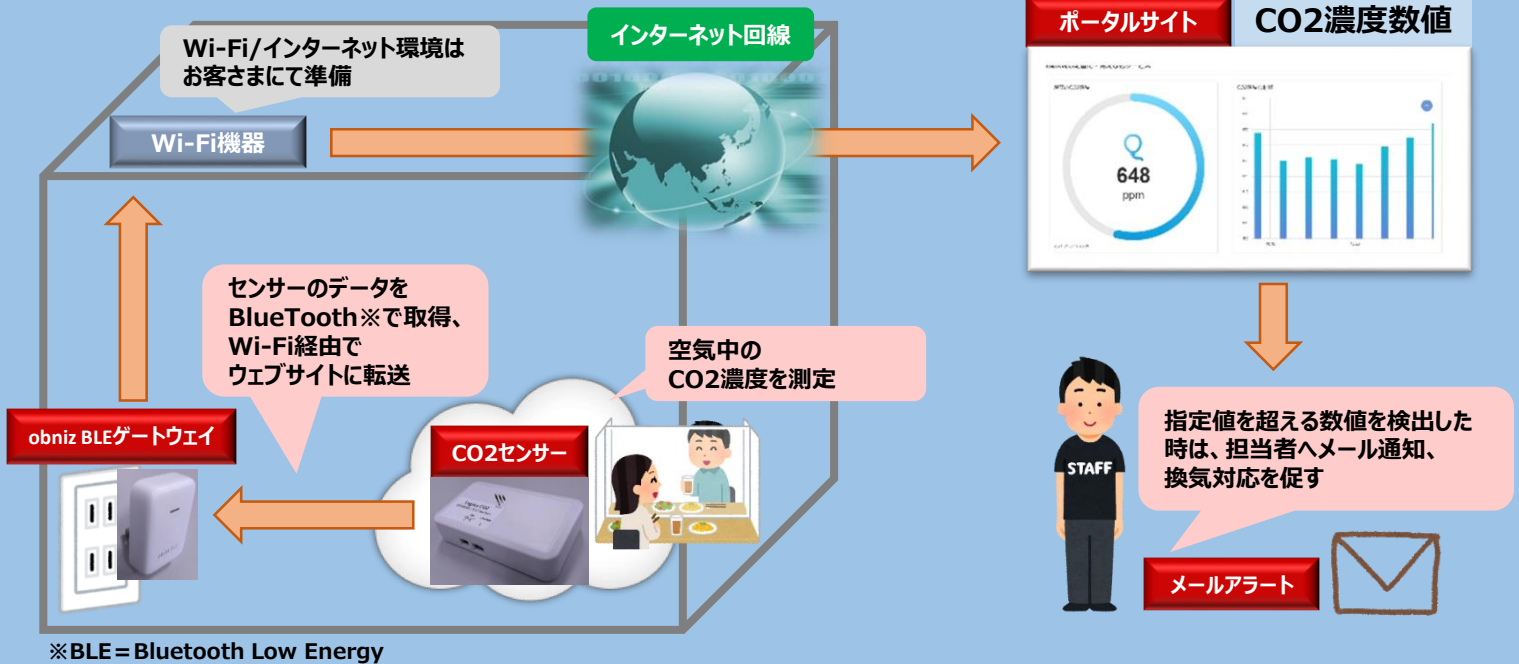 Wi-Fi/インターネット環境は
お客さまにて準備
Wi-Fi機器
インターネット回線
ポータルサイト
CO2濃度数値
648
ppm
センサーのデータを
BlueTooth※で取得、
Wi-Fi経由で
ウェブサイトに転送
空気中の
CO2濃度を測定
obniz BLEゲートウェイ
CO2センサー
STAFF
指定値を超える数値を検出した
時は、担当者へメール通知、
換気対応を促す
メールアラート
※BLE＝Bluetooth Low Energy